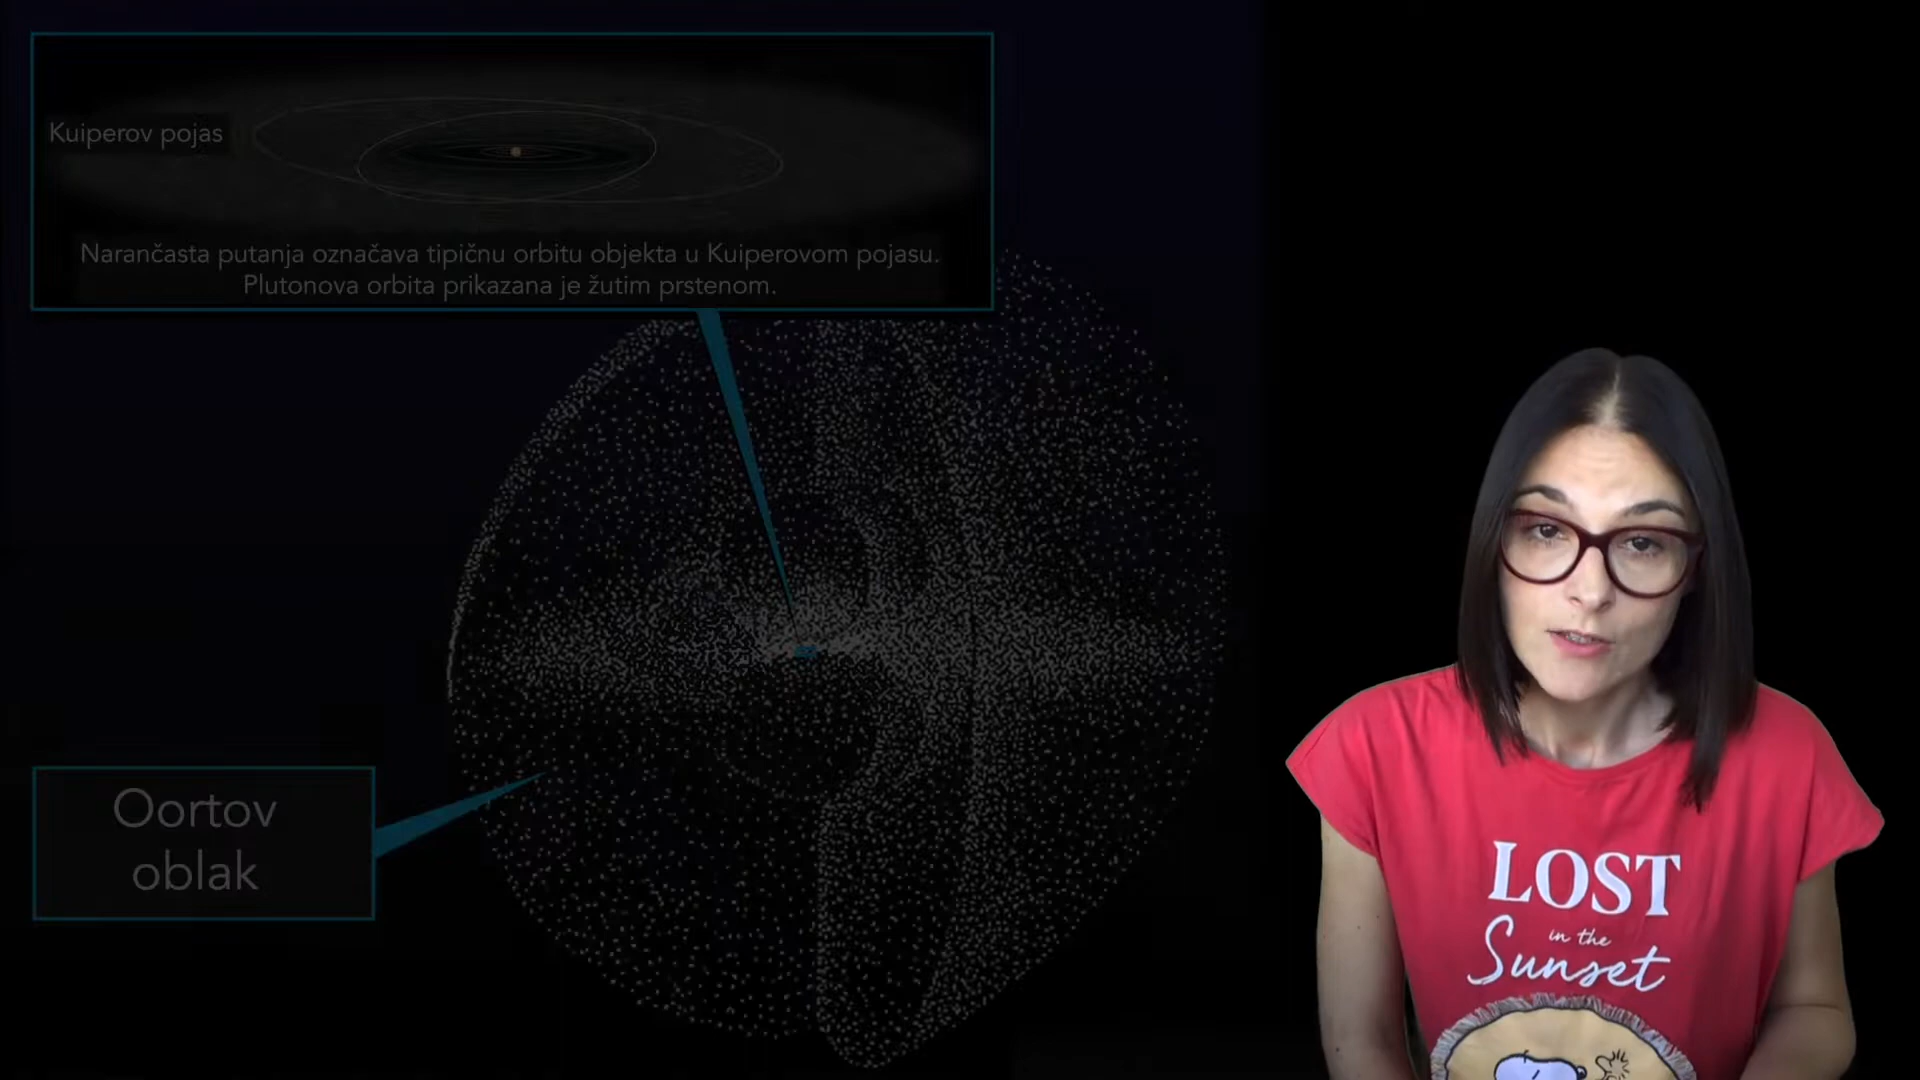 Kuiperov pojas
Narančasta putanja označava tipičnu orbitu objekta u Kuiperovom pojasu.
Plutonova orbita prikazana je žutim prstenom.
Oortov
oblak
LOST
in the
Sunset